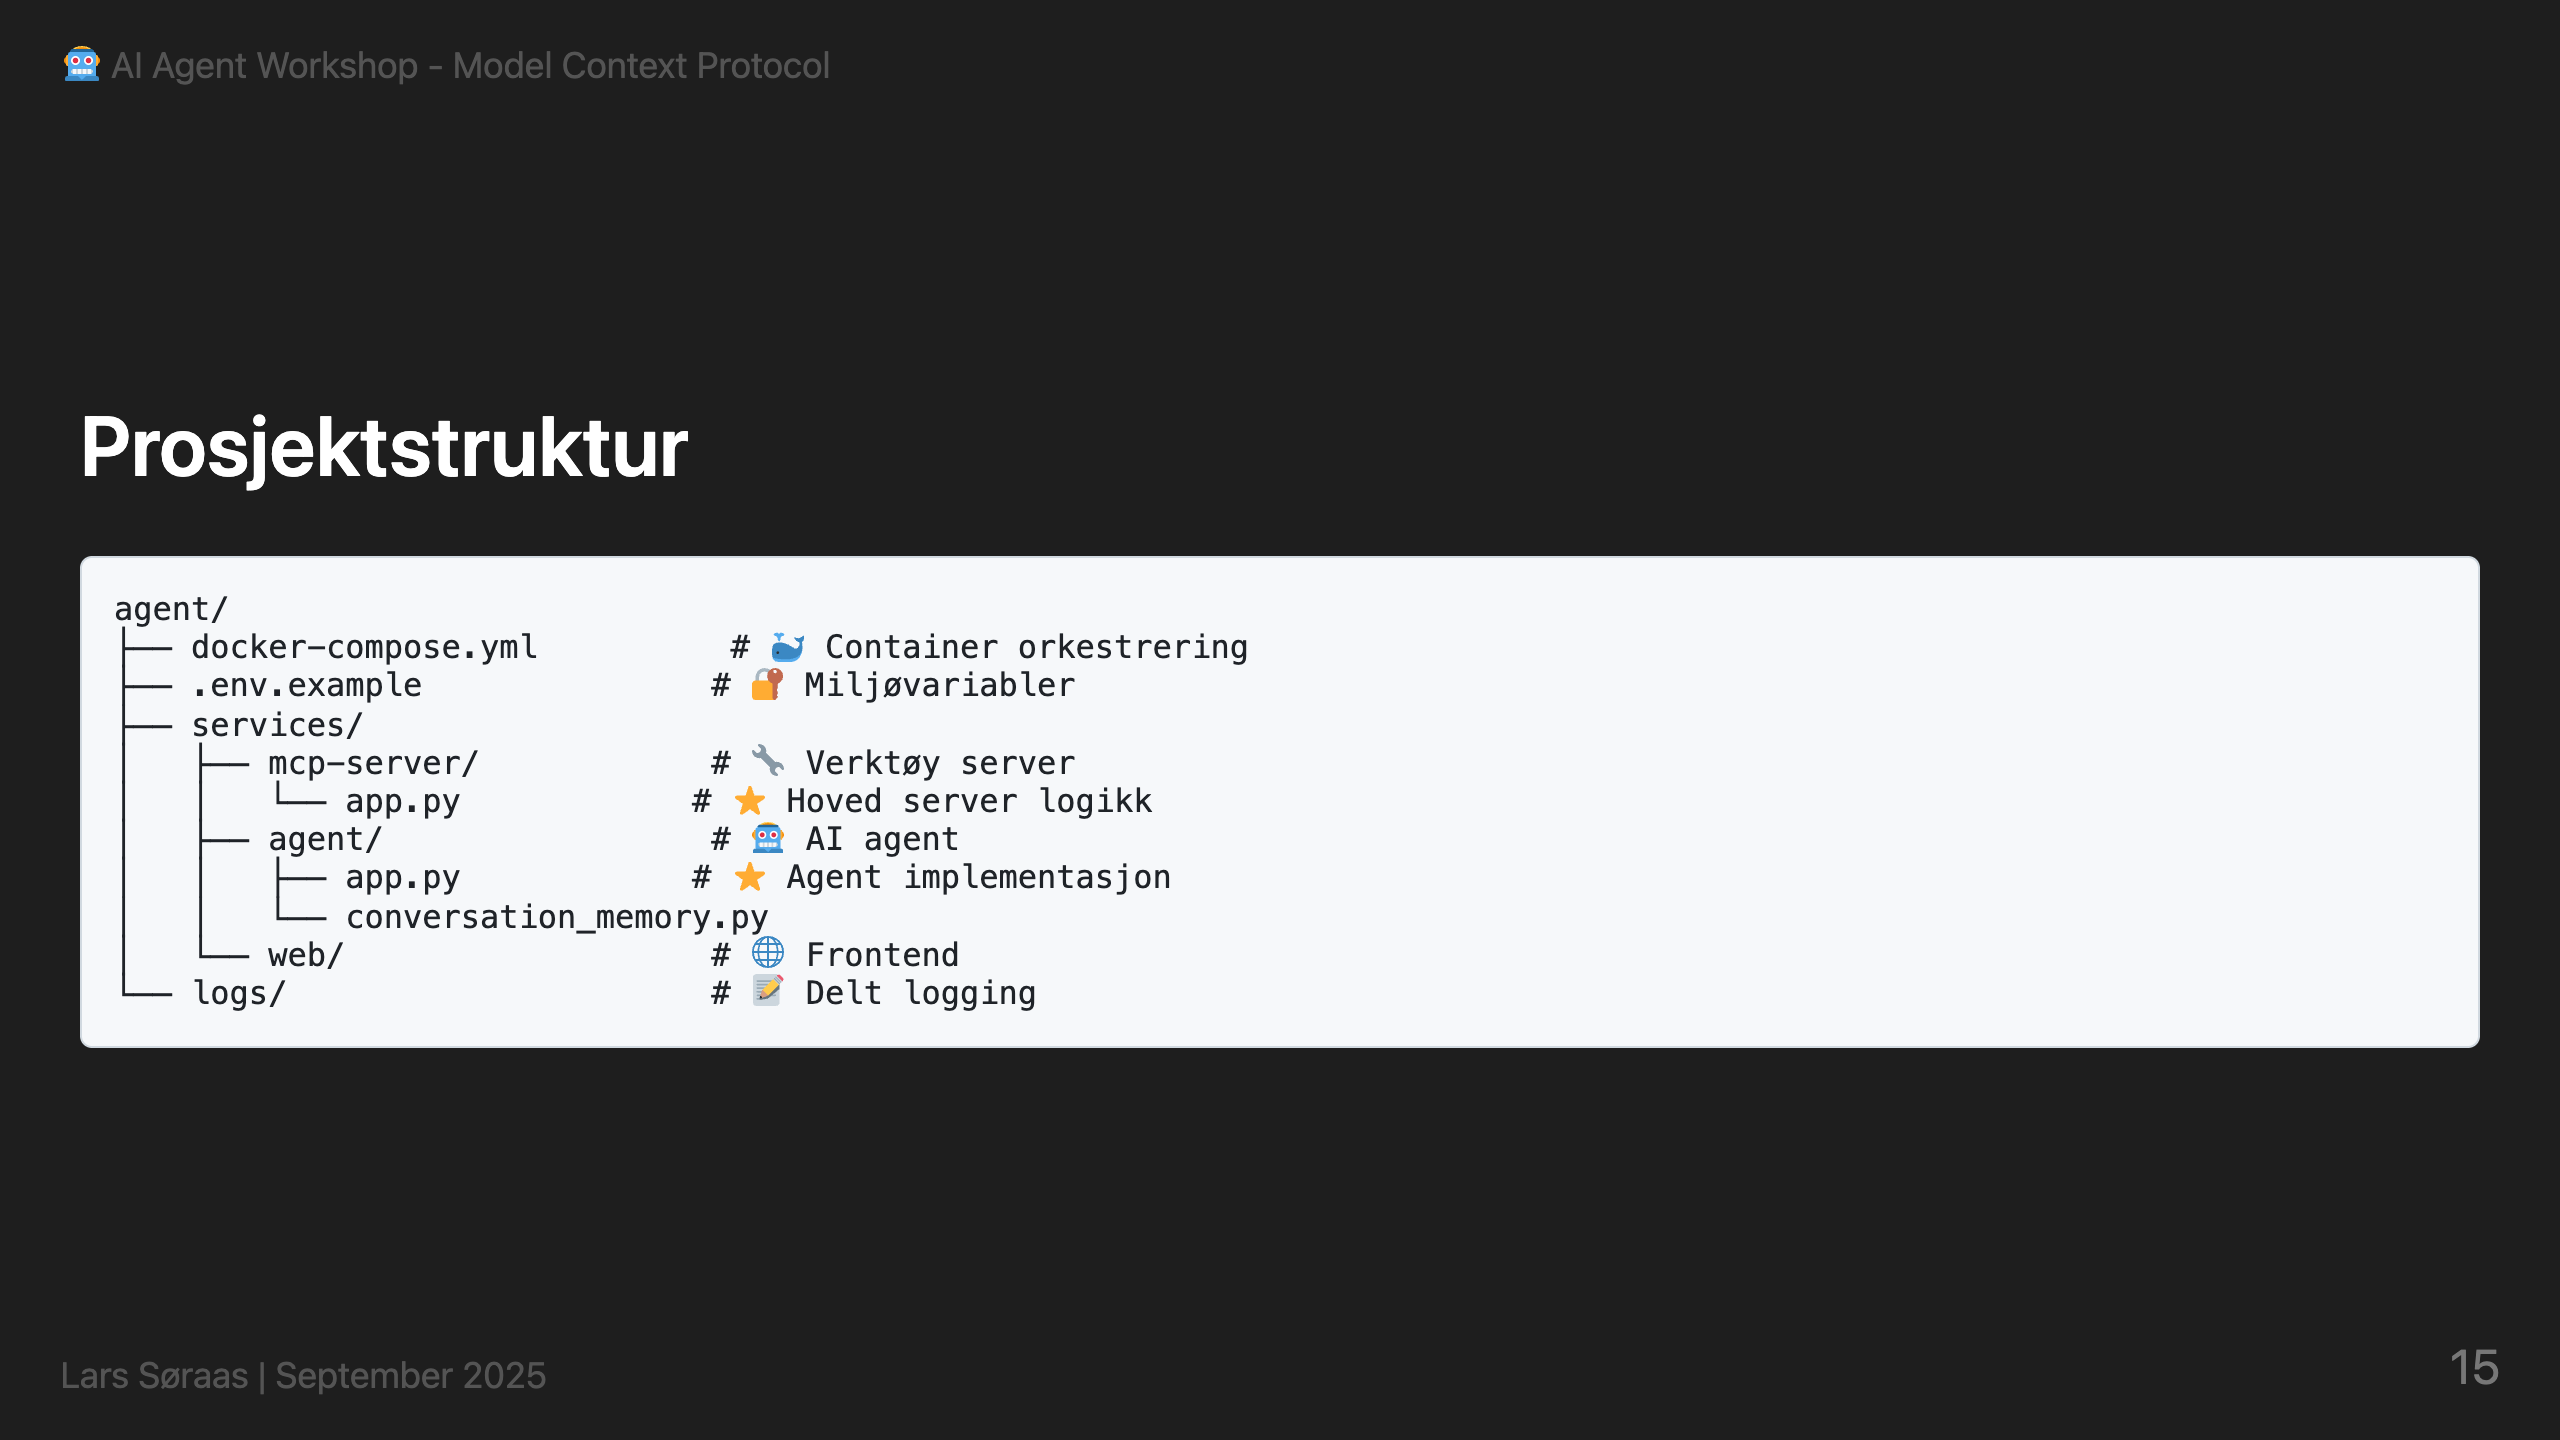 🤖 AI Agent Workshop - Model Context Protocol
Prosjektstruktur
agent/
├── docker-compose.yml          # 🐳 Container orkestrering
├── .env.example               # 🔐 Miljøvariabler
├── services/
│   ├── mcp-server/            # 🔧 Verktøy server
│   │   └── app.py            # ⭐ Hoved server logikk
│   ├── agent/                 # 🤖 AI agent
│   │   ├── app.py            # ⭐ Agent implementasjon
│   │   └── conversation_memory.py
│   └── web/                   # 🌐 Frontend
└── logs/                      # 📝 Delt logging
Lars Søraas | September 2025
15